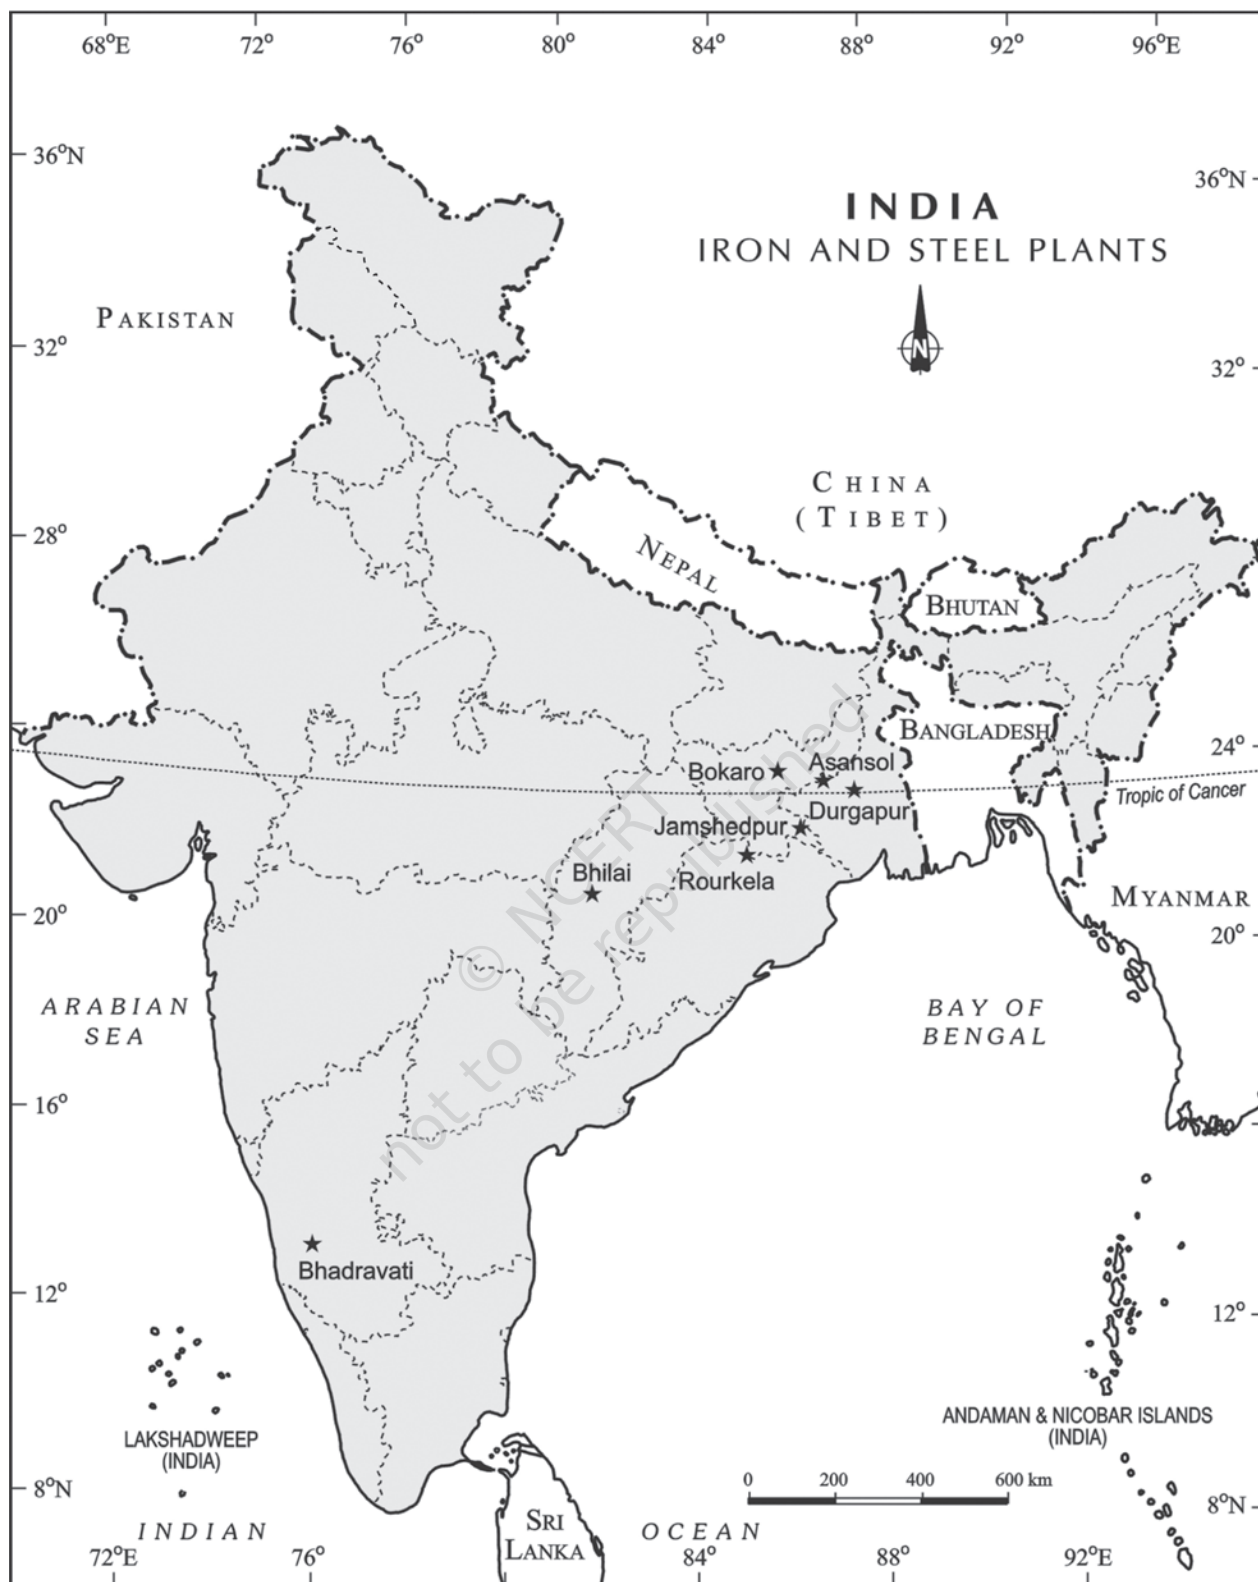 68°E 72° 76° 80 84° 88° 92° 96°E
36°N
36°N
INDIA
IRON AND STEEL PLANTS
N
PAKISTAN
32°
32°
CHINA
(TIBET)
28°
NEPAL
BHUTAN
BANGLADESH
24°
Asansol
Bokaro
Tropic of Cancer
Durgapur
Jamshedpur
Bhilai
Rourkela
MYANMAR
20°
20°
© NCERT
not to be republished
ARABIAN
SEA
BAY OF
BENGAL
16°
Bhadravati
12°
12°
LAKSHADWEEP
(INDIA)
ANDAMAN & NICOBAR ISLANDS
(INDIA)
0 200 400 600 km
8°N
8°N
SRI
LANKA
INDIAN OCEAN
72°E 76° 84° 88° 92°E